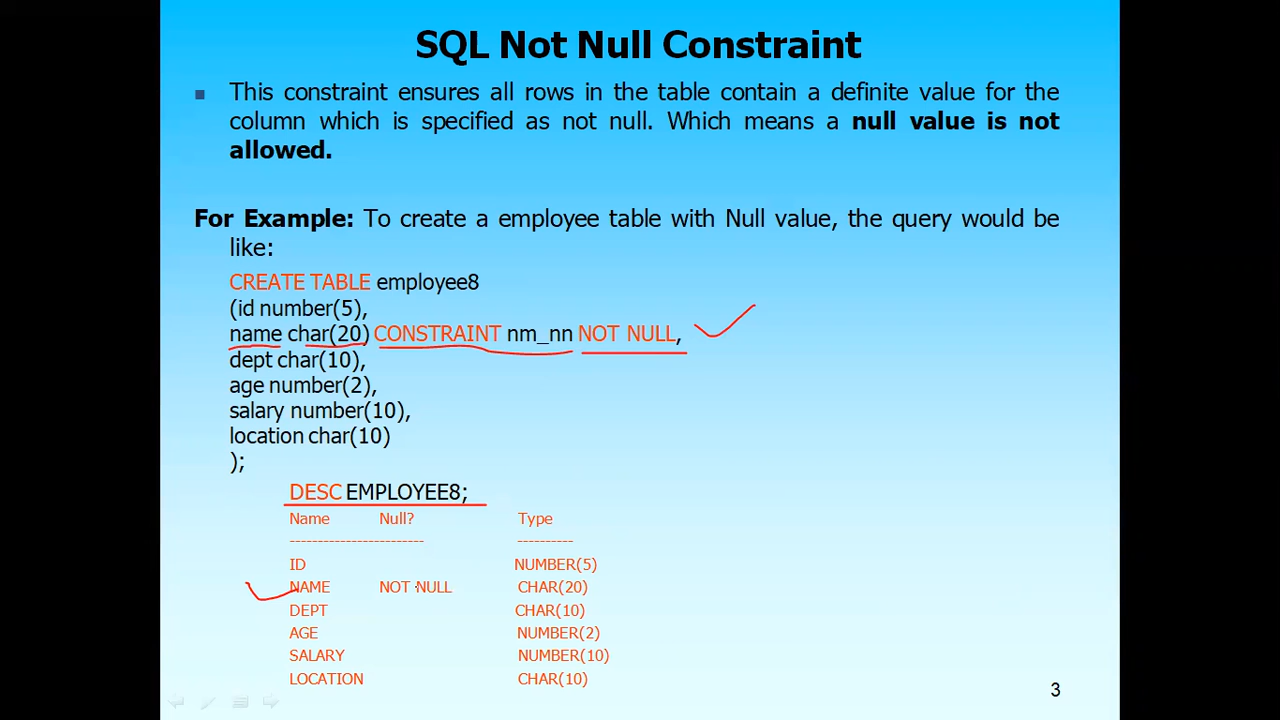 SQL Not Null Constraint
This constraint ensures all rows in the table contain a definite value for the
column which is specified as not null. Which means a null value is not
allowed.
For Example: To create a employee table with Null value, the query would be
like:
CREATE TABLE employee8
(id number(5),
name char(20) CONSTRAINT nm_nn NOT NULL,
dept char(10),
age number(2),
salary number(10),
location char(10)
);
DESC EMPLOYEE8;
Name Null? Type
------------------------ ----------
ID NUMBER(5)
NAME NOT NULL CHAR(20)
DEPT CHAR(10)
AGE NUMBER(2)
SALARY NUMBER(10)
LOCATION CHAR(10)
3